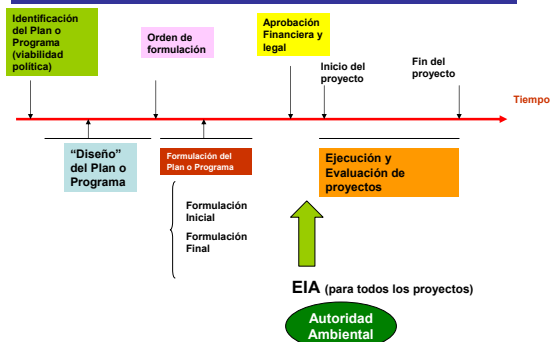 Identificación
del Plan o
Programa
(viabilidad
política)
Orden de
formulación
Aprobación
Financiera y
legal
Inicio del
proyecto
Fin del
proyecto
Tiempo
“Diseño”
del Plan o
Programa
Formulación del
Plan o Programa
Ejecución y
Evaluación de
proyectos
Formulación
Inicial
Formulación
Final
EIA (para todos los proyectos)
Autoridad
Ambiental